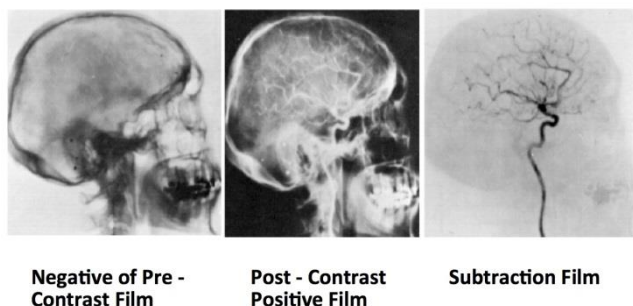 Negative of Pre -
Contrast Film
Post - Contrast
Positive Film
Subtraction Film